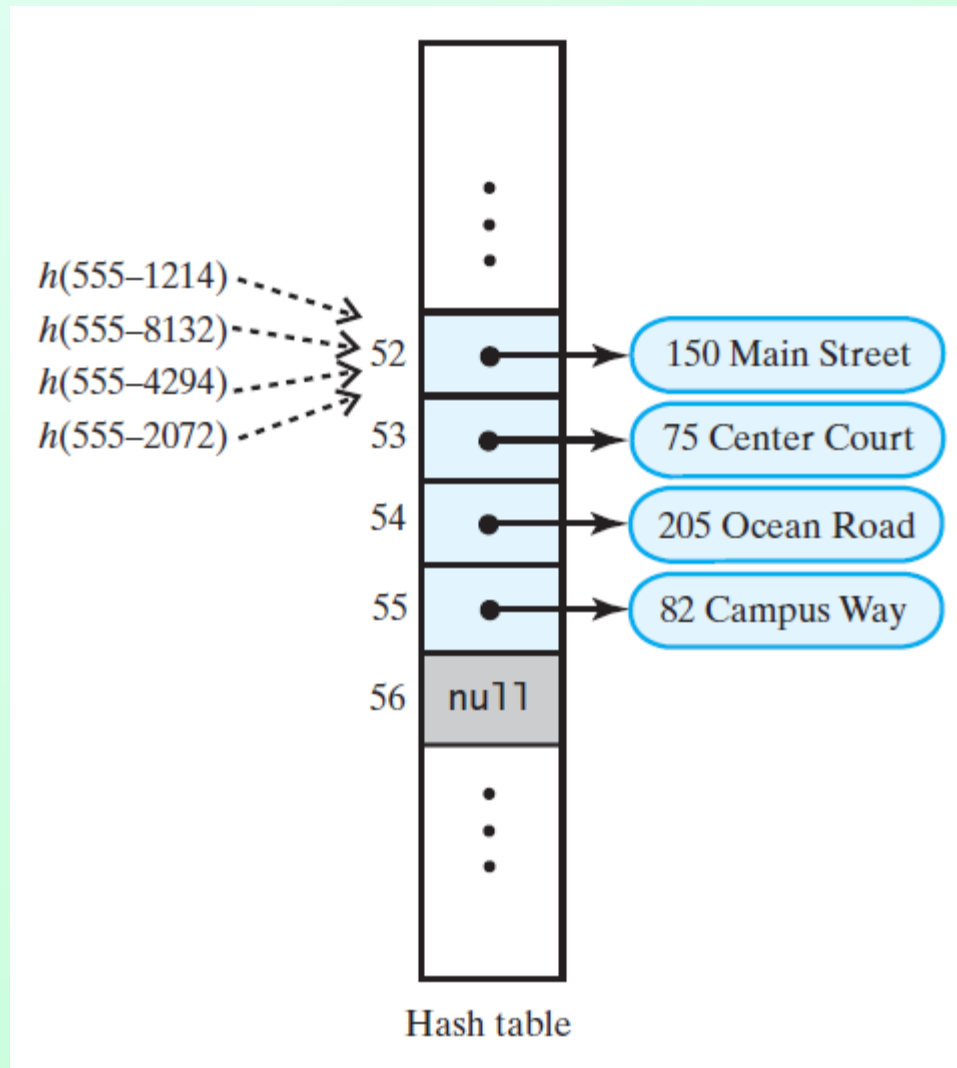 h(555–1214)
h(555–8132)
h(555–4294)
h(555–2072)
52
150 Main Street
53
75 Center Court
54
205 Ocean Road
55
82 Campus Way
56
null
Hash table